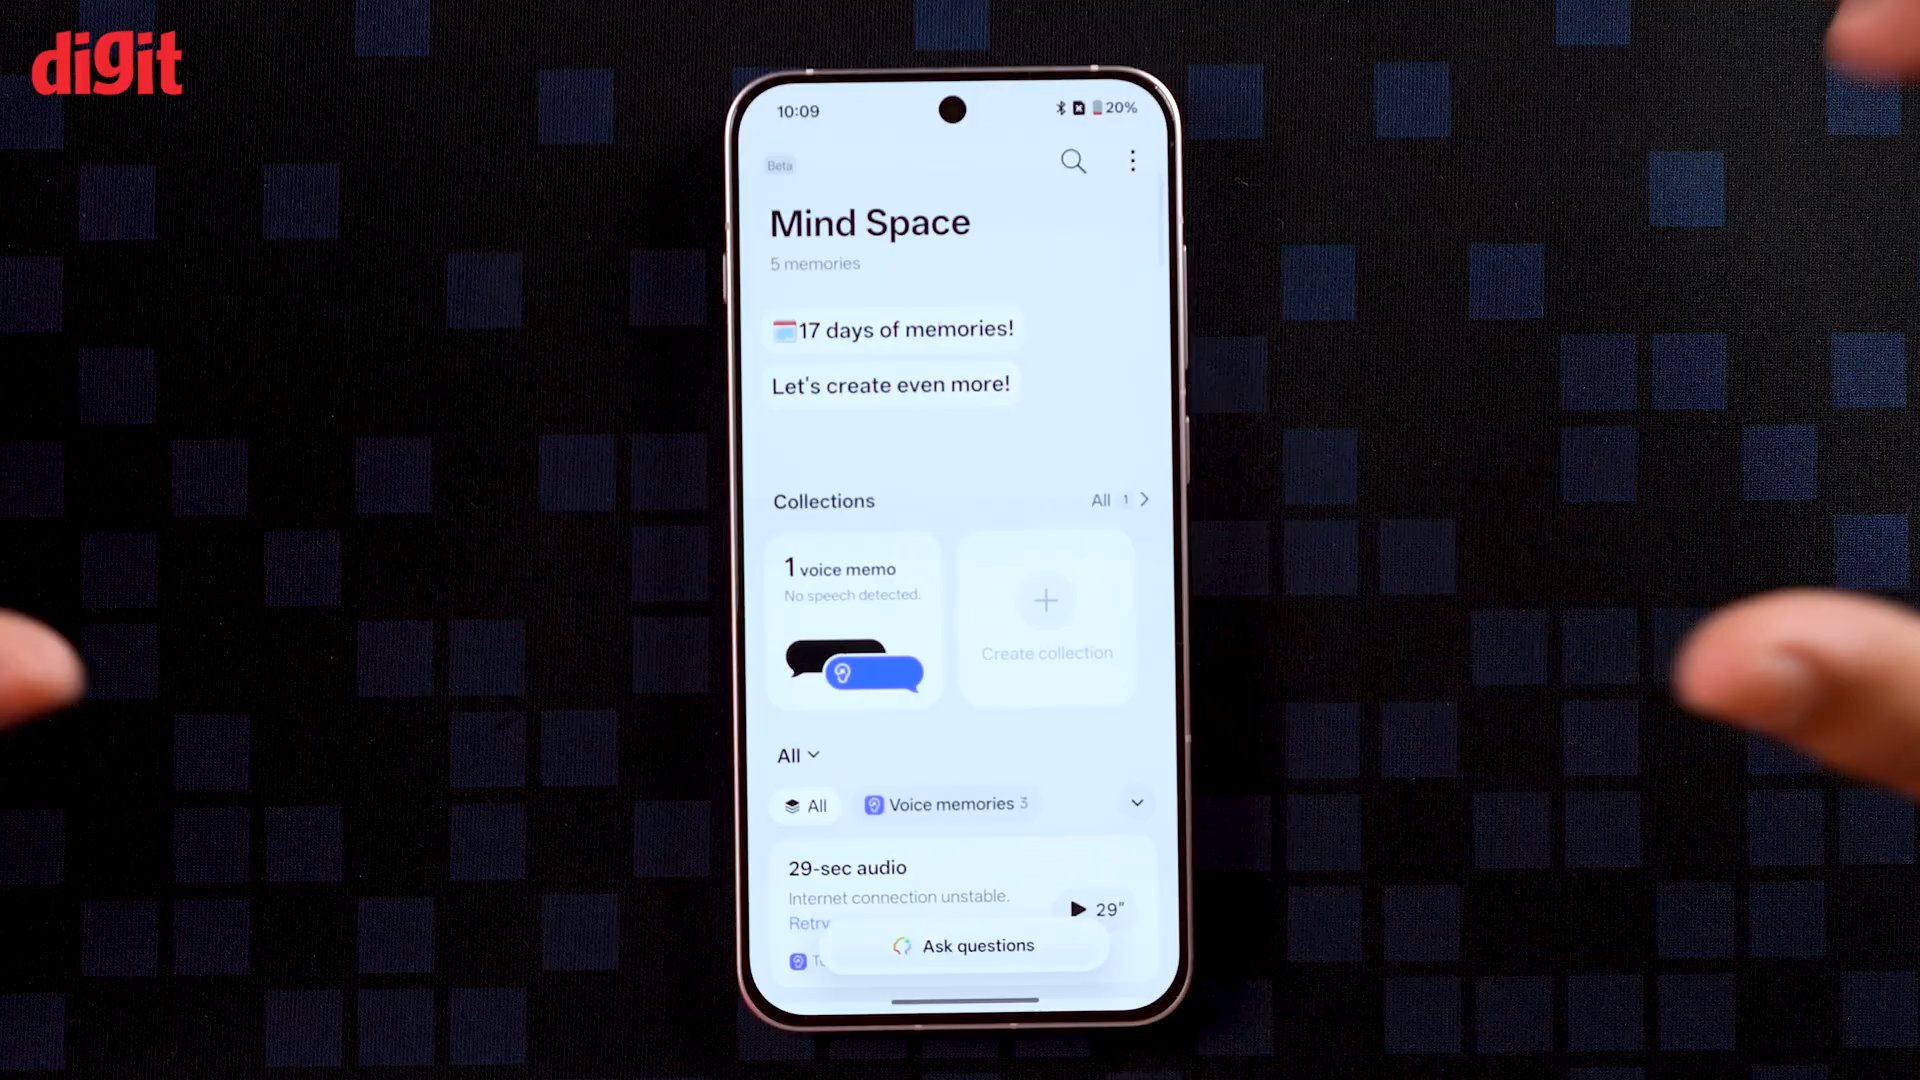 digit
10:09
20%
Beta
Mind Space
5 memories
17 days of memories!
Let's create even more!
Collections
All 1
1 voice memo
No speech detected.
Create collection
All
All
Voice memories 3
29-sec audio
Internet connection unstable.
29"
Retry
Ask questions